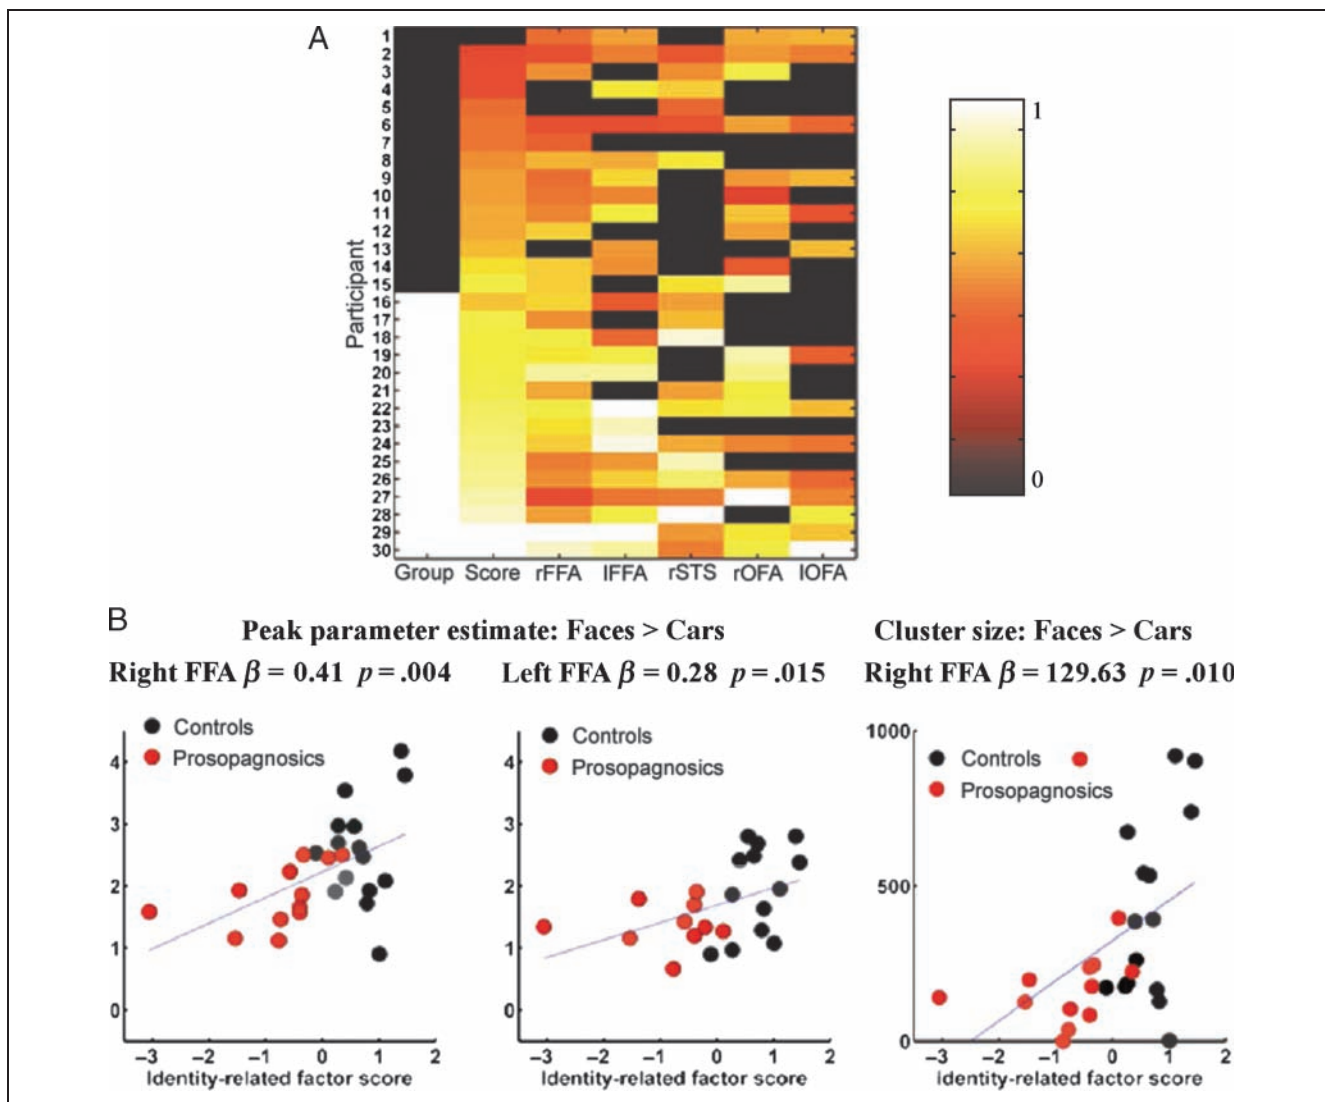 A
1
2
3
4
5
6
7
8
9
10
11
12
13
14
15
16
17
18
19
20
21
22
23
24
25
26
27
28
29
30
Participant
Group Score rFFA lFFA rSTS rOFA lOFA
1
0
B
Peak parameter estimate: Faces > Cars
Cluster size: Faces > Cars
Right FFA β = 0.41 p = .004
Left FFA β = 0.28 p = .015
Right FFA β = 129.63 p = .010
Controls
Prosopagnosics
4
3
2
1
0
−3 −2 −1 0 1 2
Identity-related factor score
Controls
Prosopagnosics
4
3
2
1
0
−3 −2 −1 0 1 2
Identity-related factor score
1000
Controls
Prosopagnosics
500
0
−3 −2 −1 0 1 2
Identity-related factor score